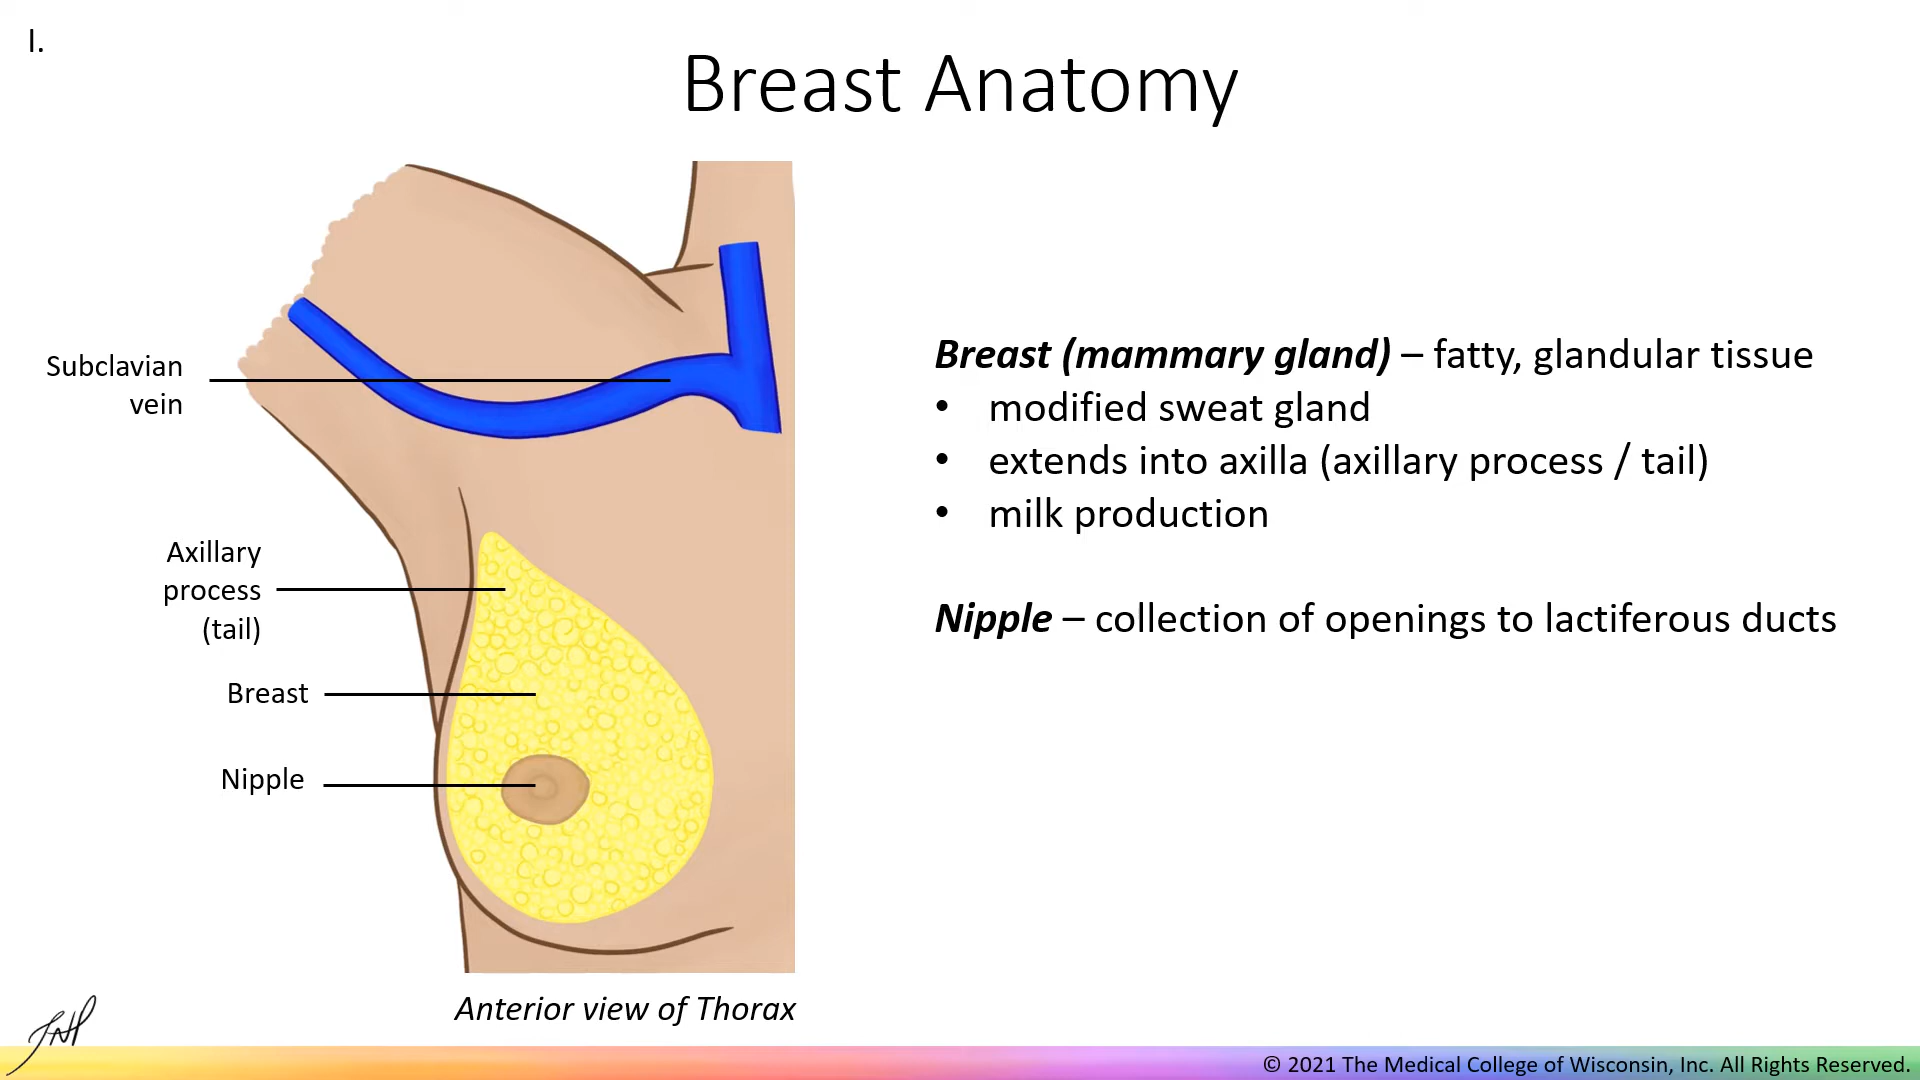 I.
Breast Anatomy
Subclavian
vein
Axillary
process
(tail)
Breast
Nipple
Anterior view of Thorax
Breast (mammary gland) – fatty, glandular tissue
• modified sweat gland
• extends into axilla (axillary process / tail)
• milk production
Nipple – collection of openings to lactiferous ducts
© 2021 The Medical College of Wisconsin, Inc. All Rights Reserved.